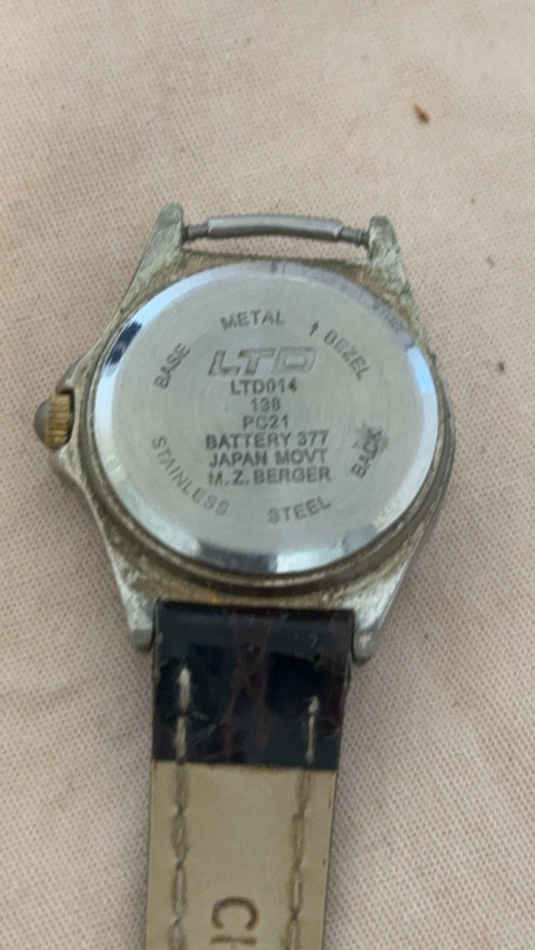 BASE METAL BEZEL
LTD
LTD014
138
PC21
BATTERY 377
JAPAN MOVT
M.Z.BERGER
STAINLESS STEEL BACK